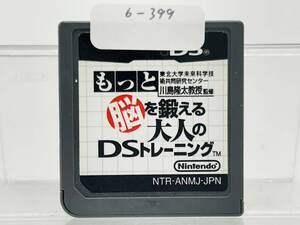 6-399
DS
もっと
東北大学未来科学技
術共同研究センター
川島隆太教授監修
脳を鍛える
大人の
DSトレーニング™
Nintendo
NTR-ANMJ-JPN